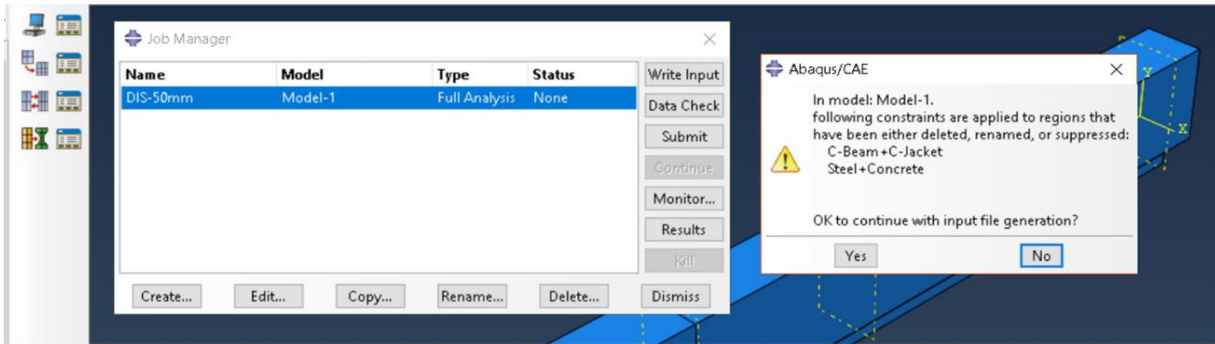 Job Manager
Name Model Type Status
DIS-50mm Model-1 Full Analysis None
Write Input
Data Check
Submit
Continue
Monitor...
Results
Kill
Create... Edit... Copy... Rename... Delete... Dismiss
Abaqus/CAE
In model: Model-1.
following constraints are applied to regions that
have been either deleted, renamed, or suppressed:
C-Beam+C-Jacket
Steel+Concrete
OK to continue with input file generation?
Yes No
Y
X